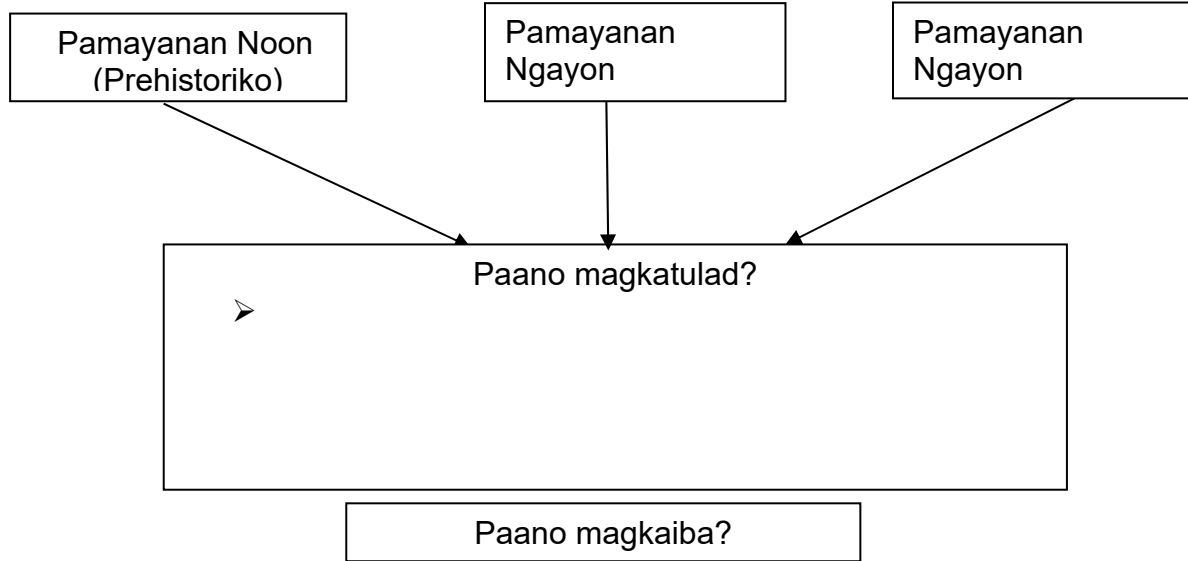 Pamayanan Noon
(Prehistoriko)
Pamayanan
Ngayon
Pamayanan
Ngayon
Paano magkatulad?
➢
Paano magkaiba?